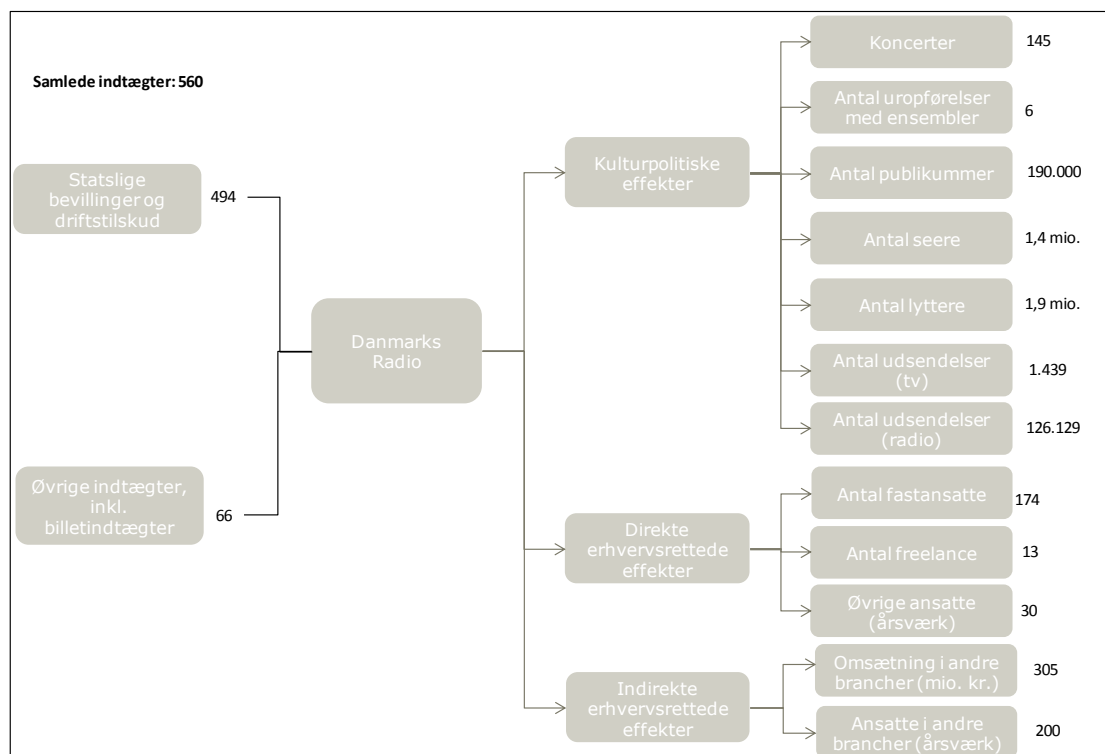 Samlede indtægter: 560
Statslige
bevillinger og
driftstilskud
494
Øvrige indtægter,
inkl.
billetindtægter
66
Danmarks
Radio
Kulturpolitiske
effekter
Koncerter
145
Antal uropførelser
med ensembler
6
Antal publikummer
190.000
Antal seere
1,4 mio.
Antal lyttere
1,9 mio.
Antal udsendelser
(tv)
1.439
Antal udsendelser
(radio)
126.129
Direkte
erhvervsrettede
effekter
Antal fastansatte
174
Antal freelance
13
Øvrige ansatte
(årsværk)
30
Indirekte
erhvervsrettede
effekter
Omsætning i andre
brancher (mio. kr.)
305
Ansatte i andre
brancher (årsværk)
200